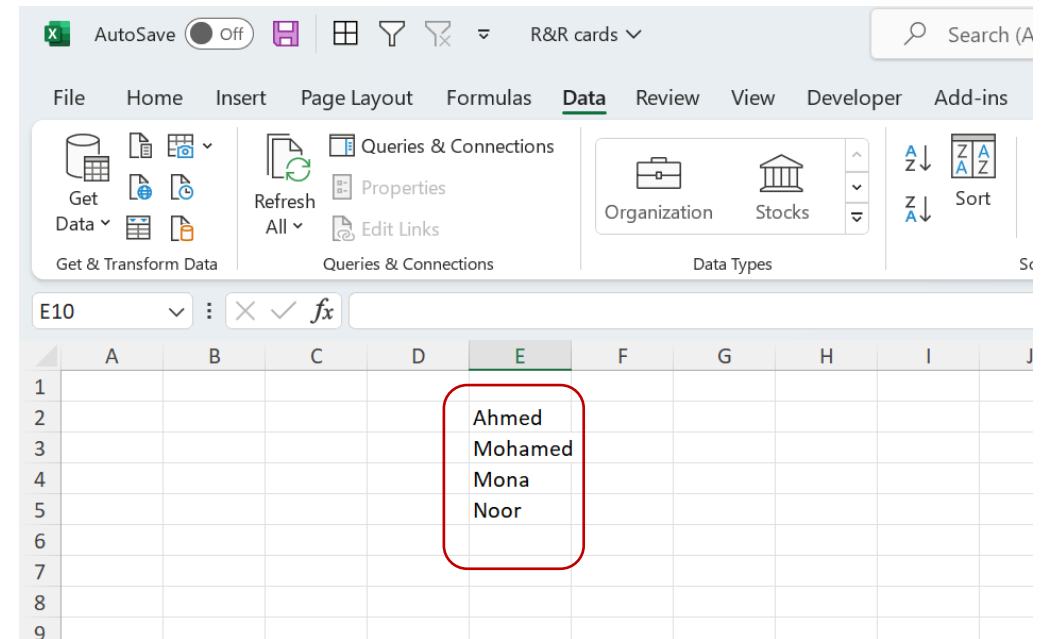 AutoSave Off R&R cards Search (A
File Home Insert Page Layout Formulas Data Review View Developer Add-ins
Get Data
Refresh All
Queries & Connections
Properties
Edit Links
Organization Stocks
Sort
Get & Transform Data Queries & Connections Data Types
E10 fx
A B C D E F G H I J
1
2 Ahmed
3 Mohamed
4 Mona
5 Noor
6
7
8
9